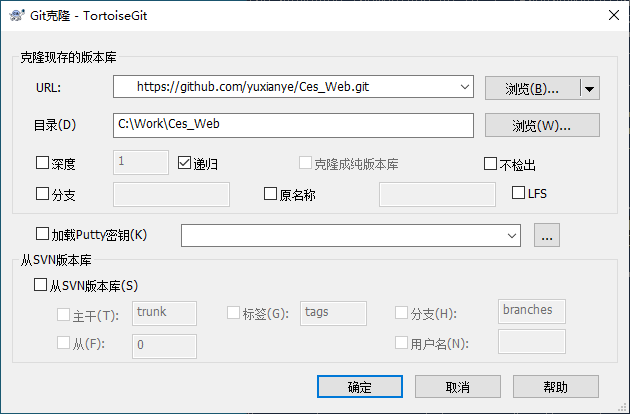 Git克隆 - TortoiseGit
克隆现存的版本库
URL: https://github.com/yuxianye/Ces_Web.git 浏览(B)...
目录(D) C:\Work\Ces_Web 浏览(W)...
深度 1 递归 克隆成纯版本库 不检出
分支 原名称 LFS
加载Putty密钥(K) ...
从SVN版本库
从SVN版本库(S)
主干(T): trunk 标签(G): tags 分支(H): branches
从(F): 0 用户名(N):
确定 取消 帮助